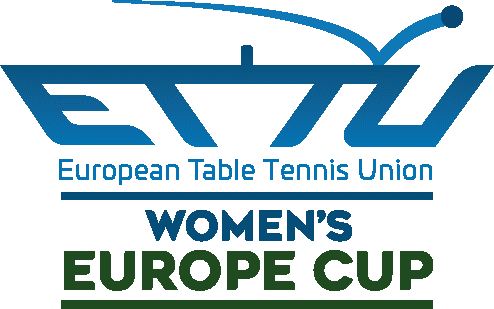 ETTU
European Table Tennis Union
WOMEN'S
EUROPE CUP